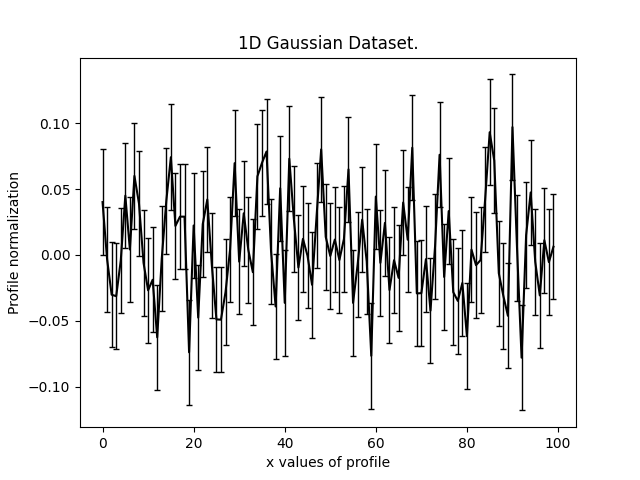 1D Gaussian Dataset.
Profile normalization
0.10
0.05
0.00
−0.05
−0.10
0 20 40 60 80 100
x values of profile